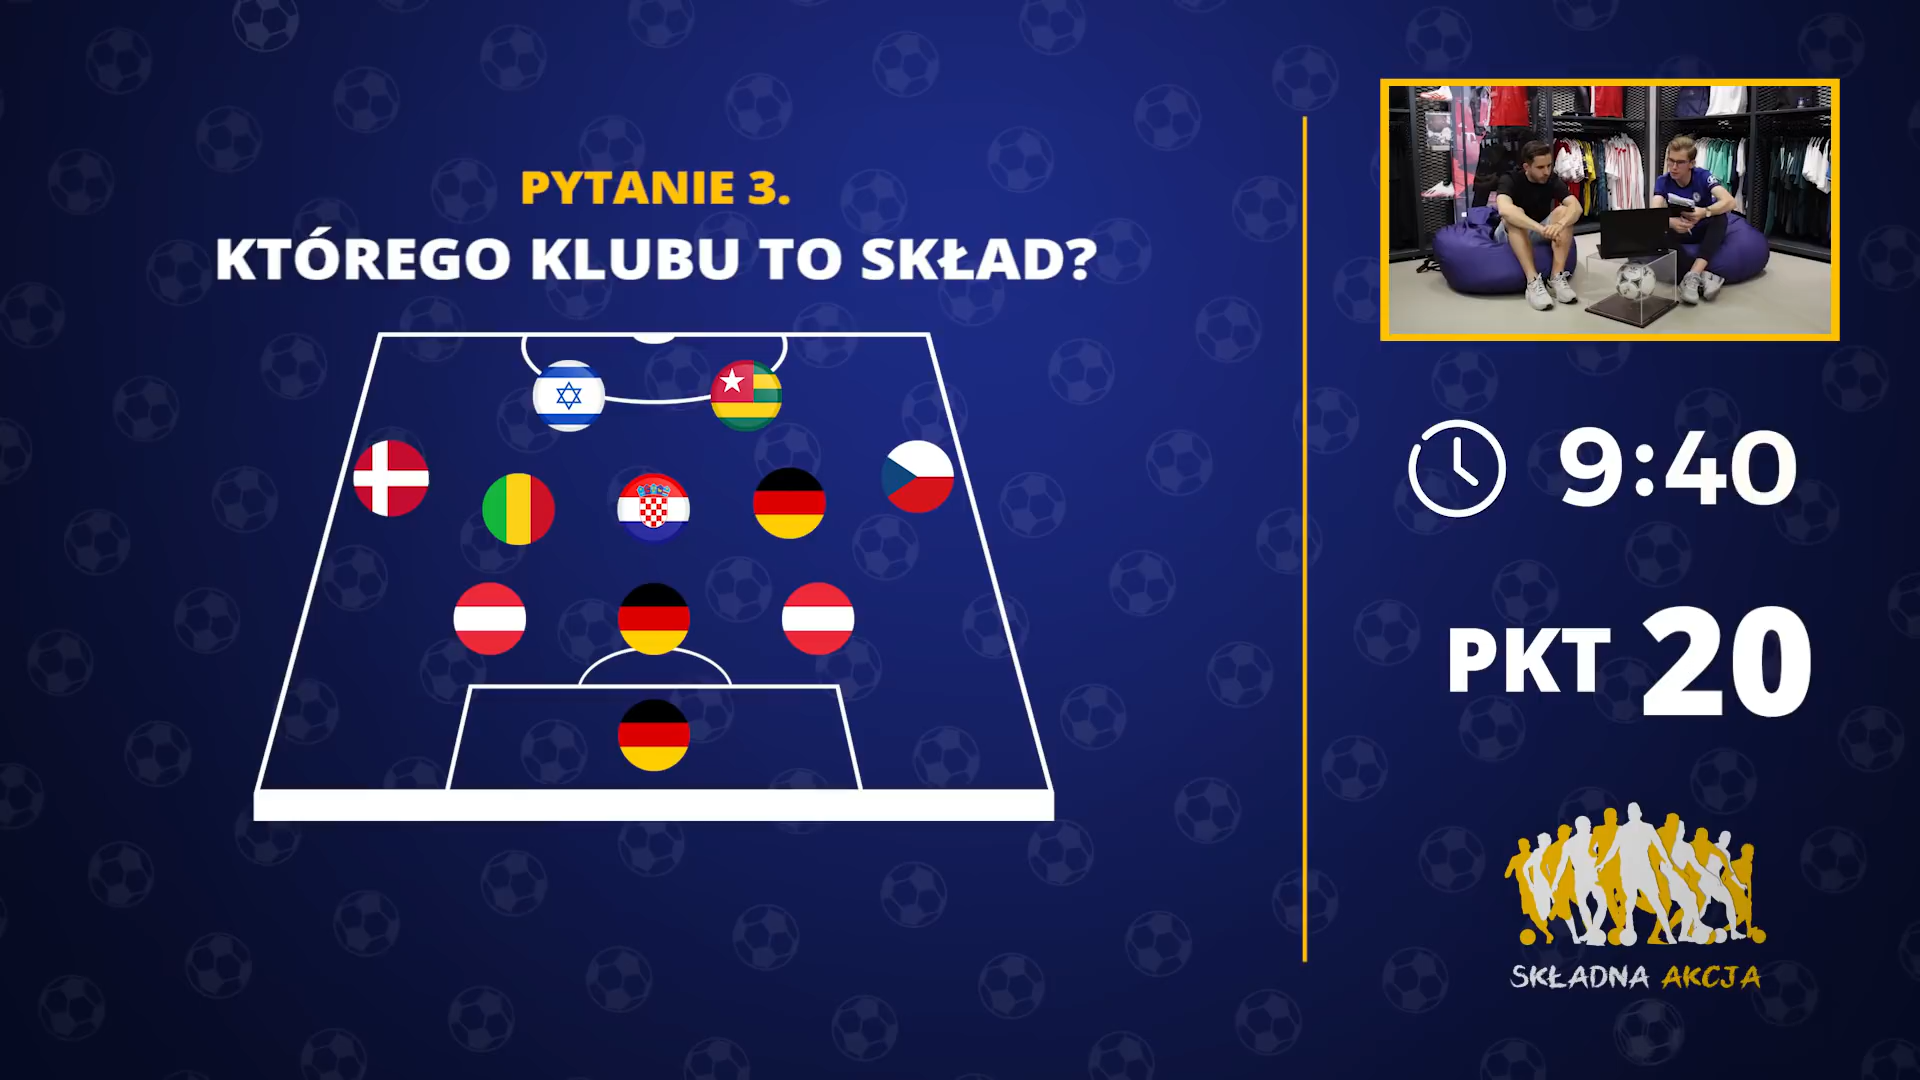 PYTANIE 3.
KTÓREGO KLUBU TO SKŁAD?
9:40
PKT 20
SKŁADNA AKCJA